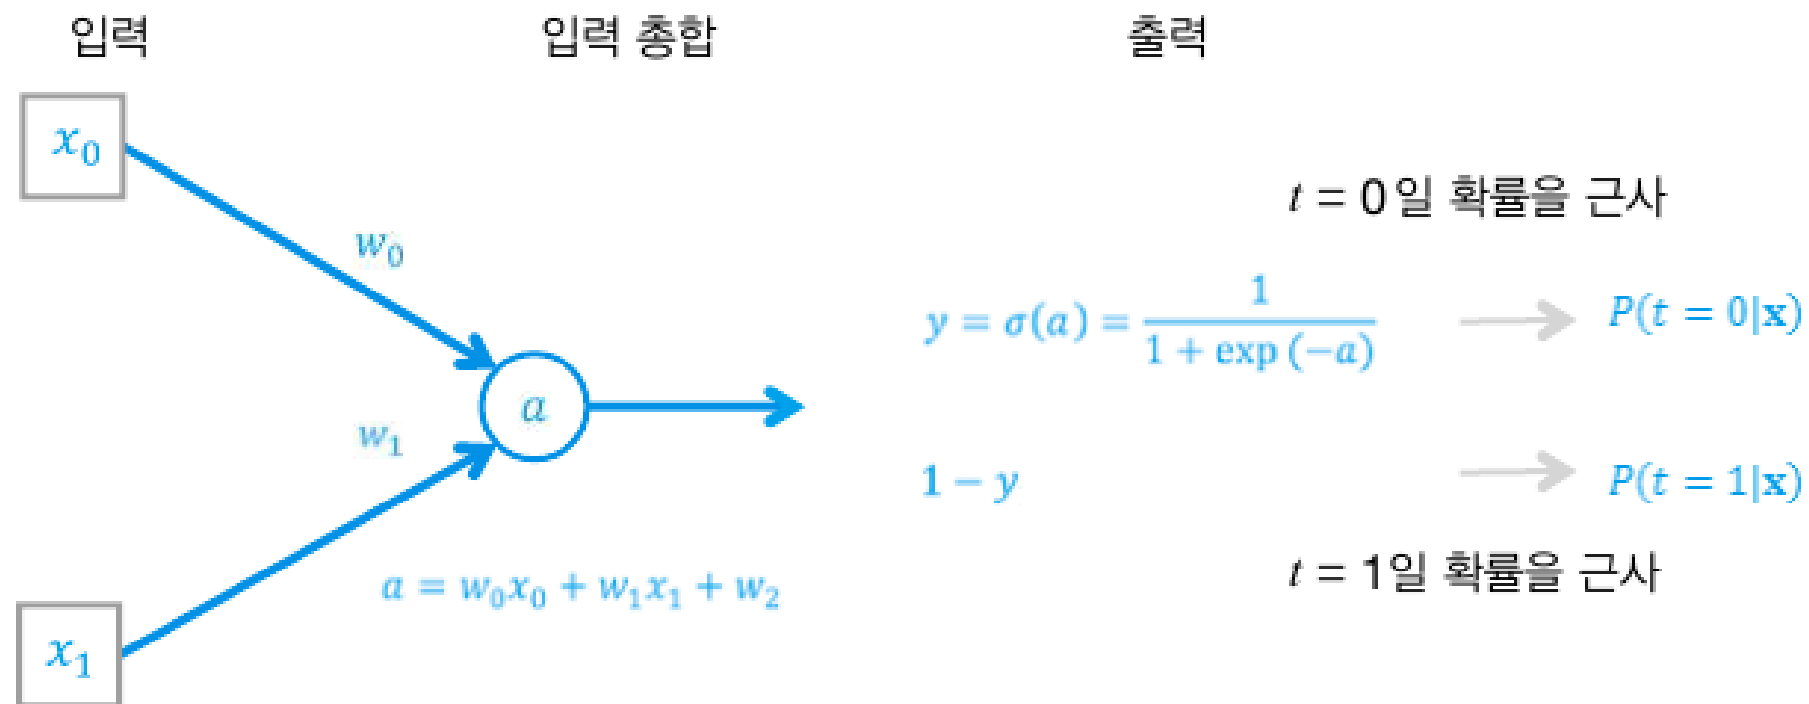 입력 입력 총합 출력
x₀
t = 0일 확률을 근사
w₀
y = σ(a) = 1 / (1 + exp (−a)) P(t = 0|x)
a
w₁
1 − y P(t = 1|x)
a = w₀x₀ + w₁x₁ + w₂
t = 1일 확률을 근사
x₁